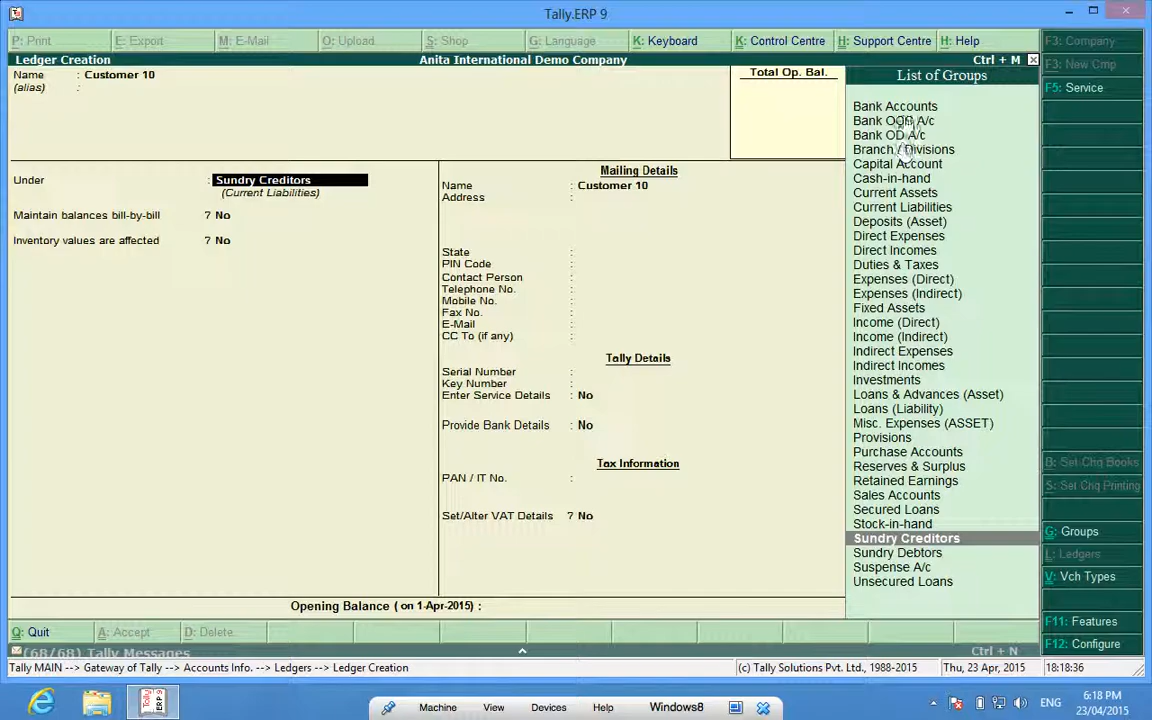 Tally.ERP 9
P: Print
E: Export
M: E-Mail
O: Upload
S: Shop
G: Language
K: Keyboard
K: Control Centre
H: Support Centre
H: Help
F3: Company
Ledger Creation
Anita International Demo Company
Ctrl + M
F3: New Cmp
Name : Customer 10
(alias) :
Total Op. Bal.
List of Groups
F5: Service
Bank Accounts
Bank OCC A/c
Bank OD A/c
Branch / Divisions
Capital Account
Cash-in-hand
Current Assets
Current Liabilities
Deposits (Asset)
Direct Expenses
Direct Incomes
Duties & Taxes
Expenses (Direct)
Expenses (Indirect)
Fixed Assets
Income (Direct)
Income (Indirect)
Indirect Expenses
Indirect Incomes
Investments
Loans & Advances (Asset)
Loans (Liability)
Misc. Expenses (ASSET)
Provisions
Purchase Accounts
Reserves & Surplus
Retained Earnings
Sales Accounts
Secured Loans
Stock-in-hand
Sundry Creditors
Sundry Debtors
Suspense A/c
Unsecured Loans
Under : Sundry Creditors
(Current Liabilities)
Maintain balances bill-by-bill ? No
Inventory values are affected ? No
Mailing Details
Name : Customer 10
Address :
State :
PIN Code :
Contact Person :
Telephone No. :
Mobile No. :
Fax No. :
E-Mail :
CC To (if any) :
Tally Details
Serial Number :
Key Number :
Enter Service Details : No
Provide Bank Details : No
Tax Information
PAN / IT No. :
Set/Alter VAT Details ? No
Opening Balance ( on 1-Apr-2015) :
B: Set Chq Books
S: Set Chq Printing
G: Groups
L: Ledgers
V: Vch Types
F11: Features
F12: Configure
Q: Quit
A: Accept
D: Delete
(68/68) Tally Messages
Ctrl + N
Tally MAIN --> Gateway of Tally --> Accounts Info. --> Ledgers --> Ledger Creation
(c) Tally Solutions Pvt. Ltd., 1988-2015
Thu, 23 Apr, 2015
18:18:36
Tally ERP 9
Machine
View
Devices
Help
Windows8
ENG
6:18 PM
23/04/2015